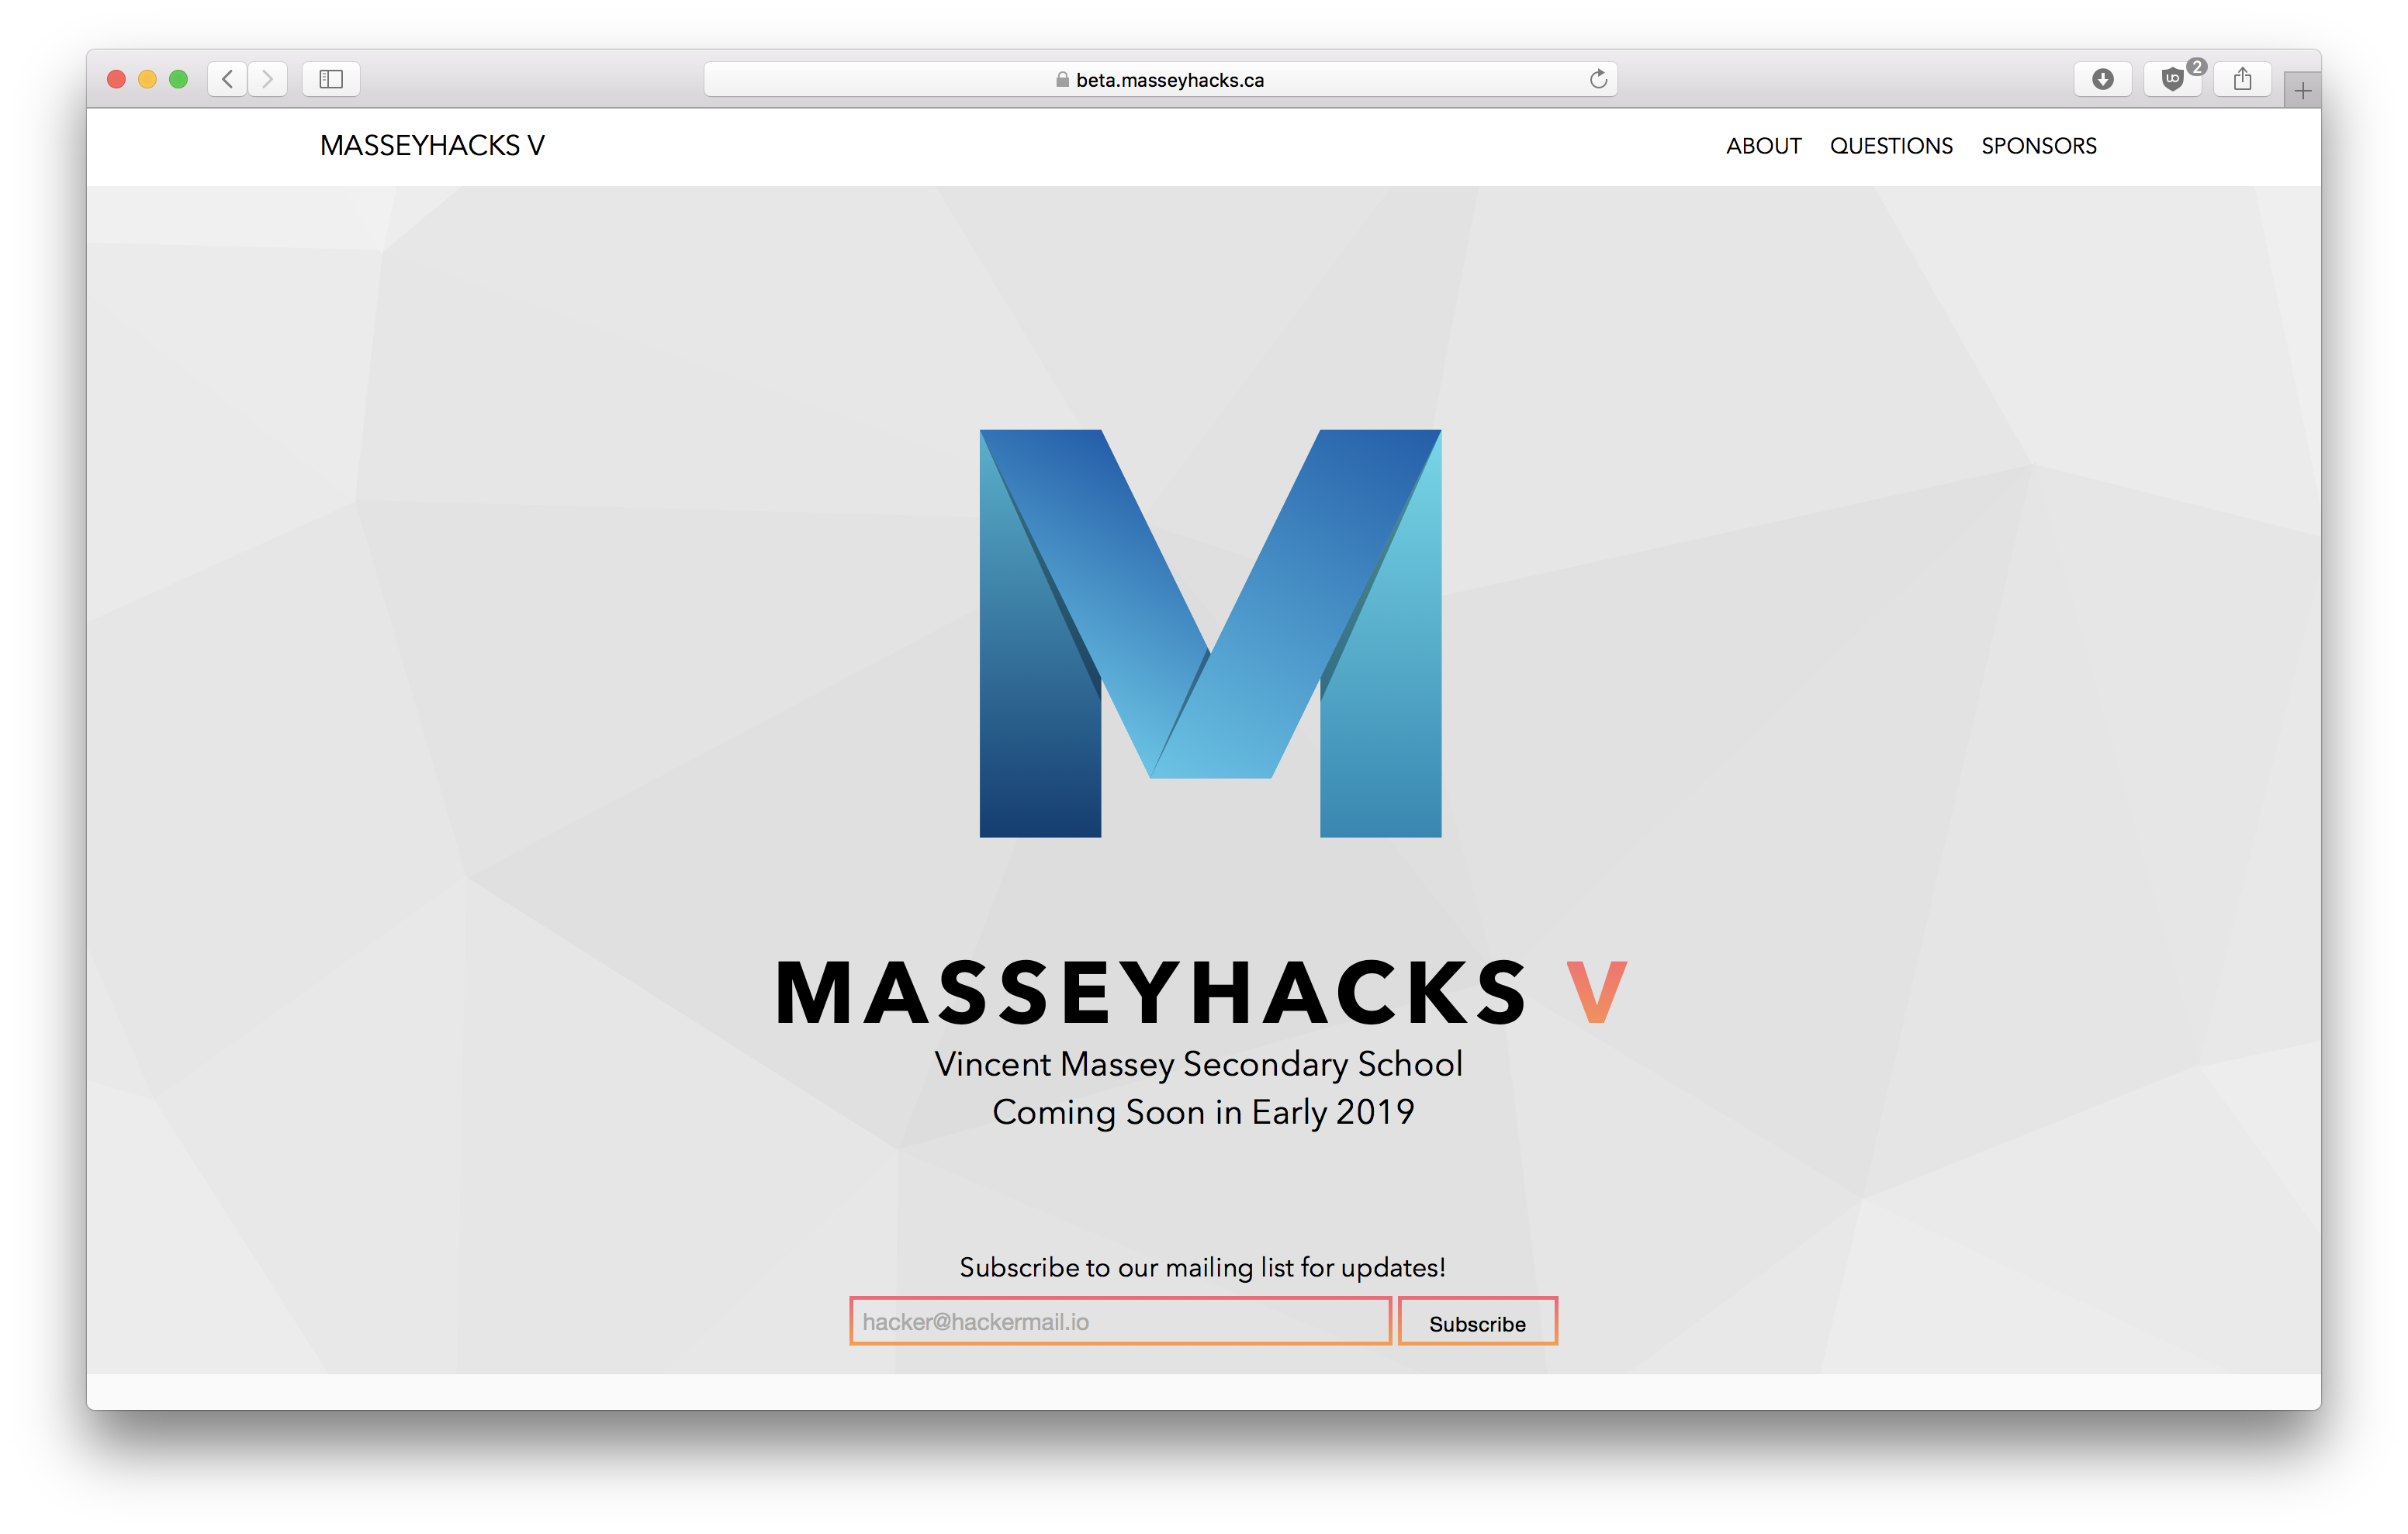 beta.masseyhacks.ca
2
MASSEYHACKS V
ABOUT QUESTIONS SPONSORS
M
MASSEYHACKS V
Vincent Massey Secondary School
Coming Soon in Early 2019
Subscribe to our mailing list for updates!
hacker@hackermail.io
Subscribe